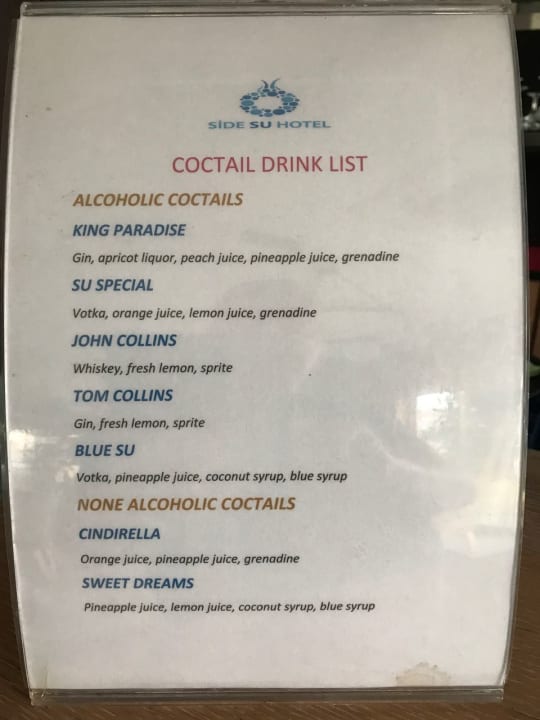 SİDE SU HOTEL
COCTAIL DRINK LIST
ALCOHOLIC COCTAILS
KING PARADISE
Gin, apricot liquor, peach juice, pineapple juice, grenadine
SU SPECIAL
Votka, orange juice, lemon juice, grenadine
JOHN COLLINS
Whiskey, fresh lemon, sprite
TOM COLLINS
Gin, fresh lemon, sprite
BLUE SU
Votka, pineapple juice, coconut syrup, blue syrup
NONE ALCOHOLIC COCTAILS
CINDIRELLA
Orange juice, pineapple juice, grenadine
SWEET DREAMS
Pineapple juice, lemon juice, coconut syrup, blue syrup